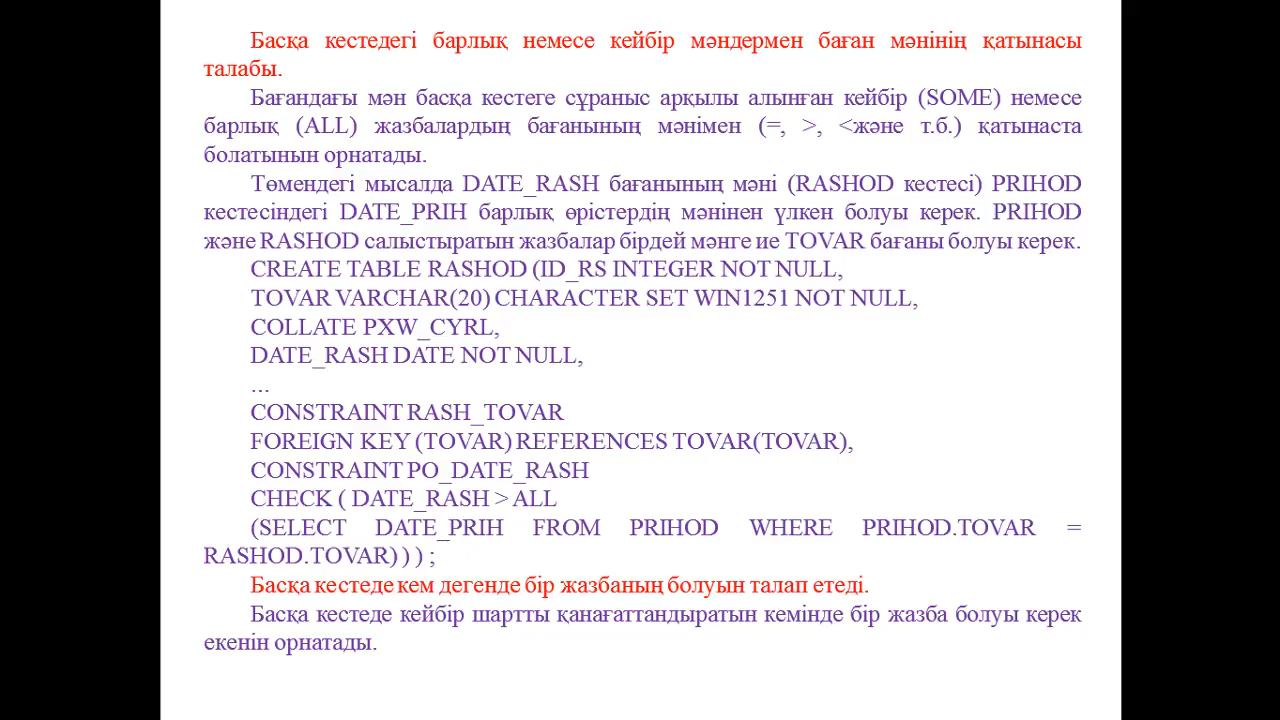 Басқа кестедегі барлық немесе кейбір мәндермен баған мәнінің қатынасы
талабы.
Бағандағы мән басқа кестеге сұраныс арқылы алынған кейбір (SOME) немесе
барлық (ALL) жазбалардың бағанының мәнімен (=, >, <және т.б.) қатынаста
болатынын орнатады.
Төмендегі мысалда DATE_RASH бағанының мәні (RASHOD кестесі) PRIHOD
кестесіндегі DATE_PRIH барлық өрістердің мәнінен үлкен болуы керек. PRIHOD
және RASHOD салыстыратын жазбалар бірдей мәнге ие TOVAR бағаны болуы керек.
CREATE TABLE RASHOD (ID_RS INTEGER NOT NULL,
TOVAR VARCHAR(20) CHARACTER SET WIN1251 NOT NULL,
COLLATE PXW_CYRL,
DATE_RASH DATE NOT NULL,
...
CONSTRAINT RASH_TOVAR
FOREIGN KEY (TOVAR) REFERENCES TOVAR(TOVAR),
CONSTRAINT PO_DATE_RASH
CHECK ( DATE_RASH > ALL
(SELECT DATE_PRIH FROM PRIHOD WHERE PRIHOD.TOVAR =
RASHOD.TOVAR) ) ) ;
Басқа кестеде кем дегенде бір жазбаның болуын талап етеді.
Басқа кестеде кейбір шартты қанағаттандыратын кемінде бір жазба болуы керек
екенін орнатады.